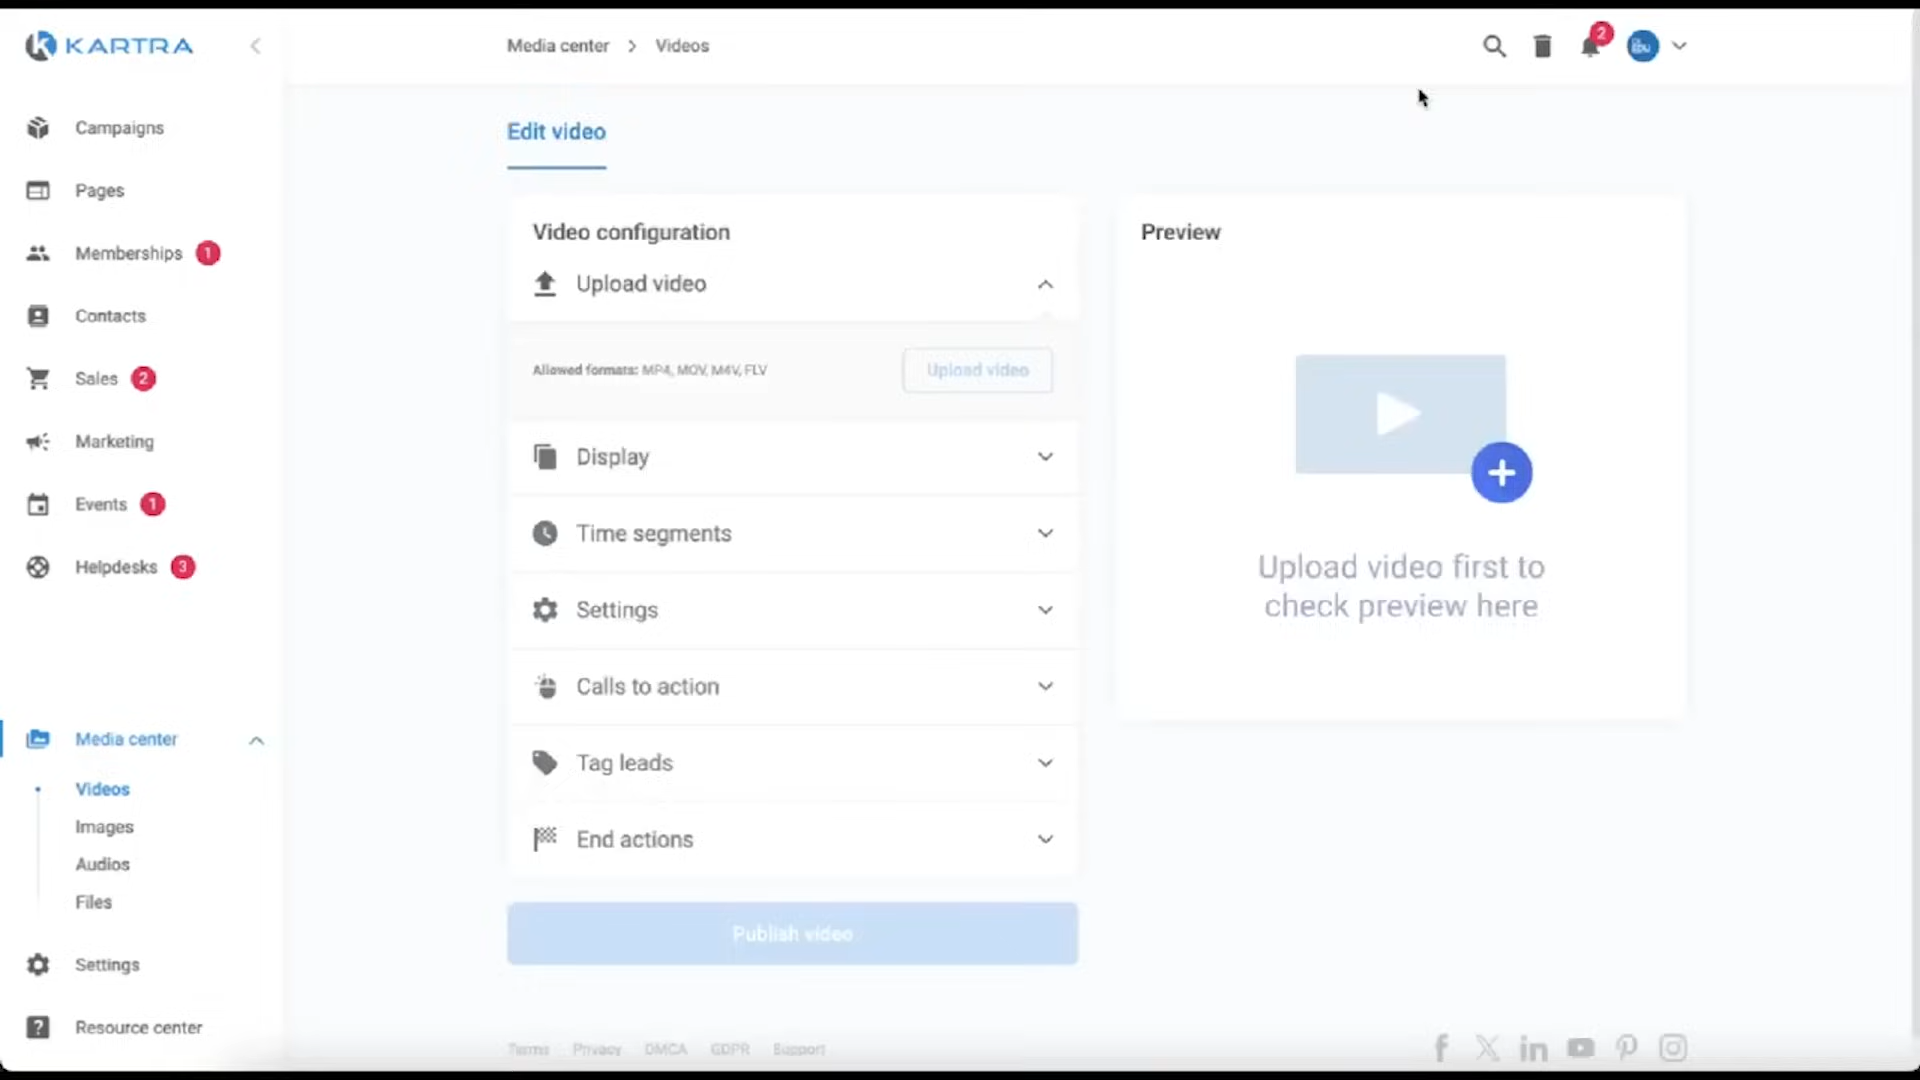 KARTRA
Media center > Videos
2
Campaigns
Pages
Memberships 1
Contacts
Sales 2
Marketing
Events 1
Helpdesks 3
Media center
Videos
Images
Audios
Files
Settings
Resource center
Edit video
Video configuration
Upload video
Allowed formats: MP4, MOV, M4V, FLV
Upload video
Display
Time segments
Settings
Calls to action
Tag leads
End actions
Publish video
Preview
Upload video first to
check preview here
Terms Privacy DMCA GDPR Support